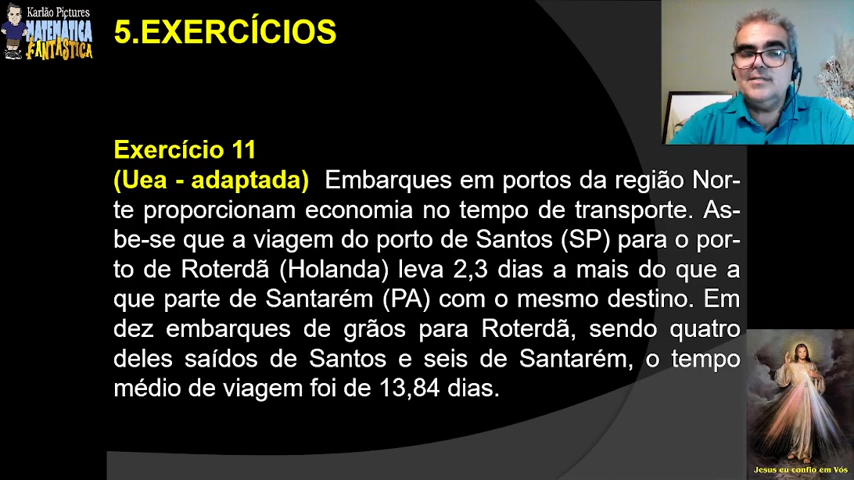 Karlão Pictures
MATEMÁTICA
FANTÁSTICA
5.EXERCÍCIOS
Exercício 11
(Uea - adaptada) Embarques em portos da região Nor-
te proporcionam economia no tempo de transporte. As-
be-se que a viagem do porto de Santos (SP) para o por-
to de Roterdã (Holanda) leva 2,3 dias a mais do que a
que parte de Santarém (PA) com o mesmo destino. Em
dez embarques de grãos para Roterdã, sendo quatro
deles saídos de Santos e seis de Santarém, o tempo
médio de viagem foi de 13,84 dias.
Jesus eu confio em Vós